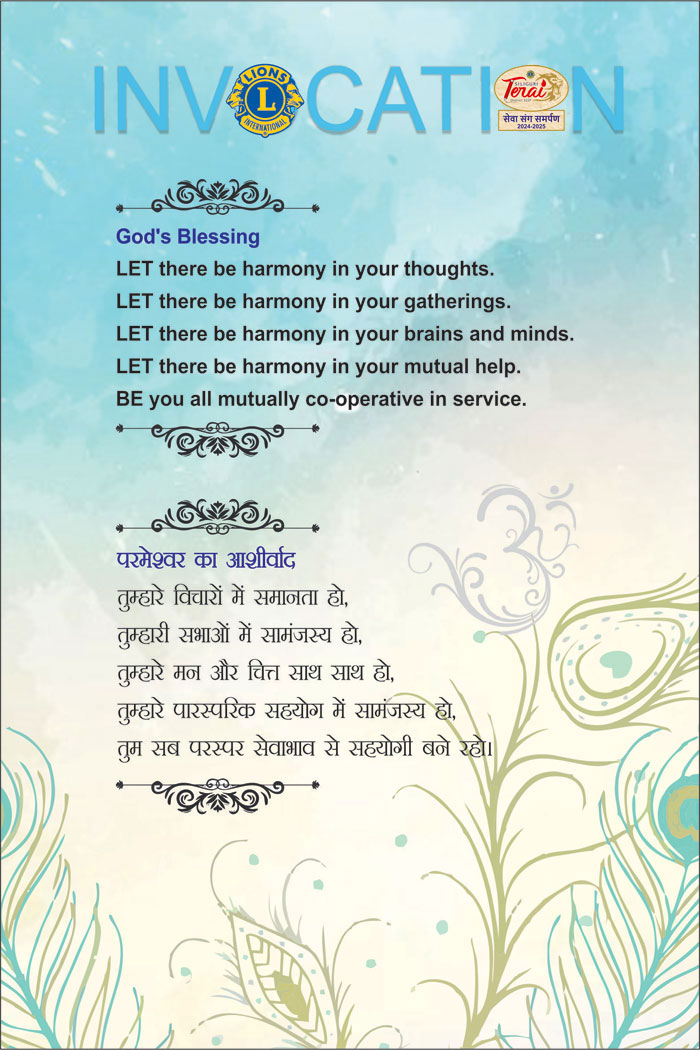 INVOCATION
LIONS
L
INTERNATIONAL
SILIGURI
Terai
सेवा संग समर्पण
2024-2025
God's Blessing
LET there be harmony in your thoughts.
LET there be harmony in your gatherings.
LET there be harmony in your brains and minds.
LET there be harmony in your mutual help.
BE you all mutually co-operative in service.
ॐ
परमेश्वर का आशीर्वाद
तुम्हारे विचारों में समानता हो,
तुम्हारी सभाओं में सामंजस्य हो,
तुम्हारे मन और चित्त साथ साथ हो,
तुम्हारे पारस्परिक सहयोग में सामंजस्य हो,
तुम सब परस्पर सेवाभाव से सहयोगी बने रहो।